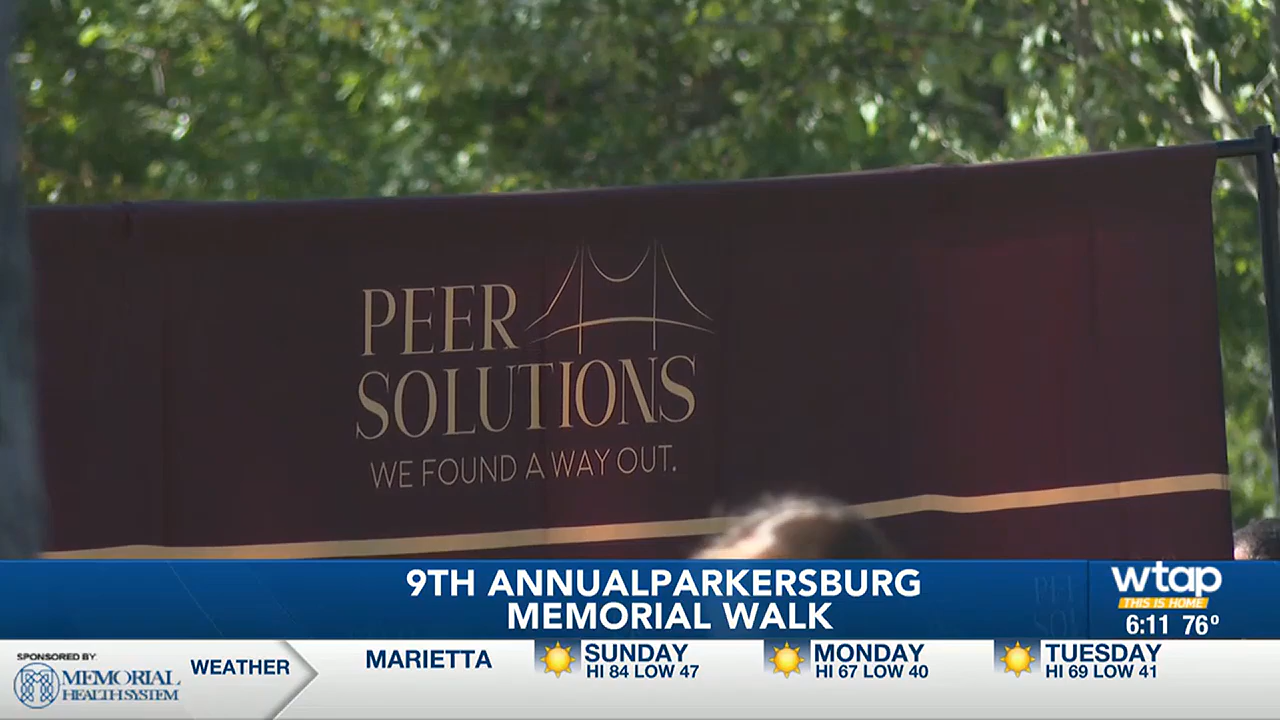 PEER
SOLUTIONS
WE FOUND A WAY OUT.
9TH ANNUALPARKERSBURG
MEMORIAL WALK
wtap
THIS IS HOME
6:11 76°
SPONSORED BY:
MEMORIAL
HEALTH SYSTEM
WEATHER
MARIETTA
SUNDAY
HI 84 LOW 47
MONDAY
HI 67 LOW 40
TUESDAY
HI 69 LOW 41